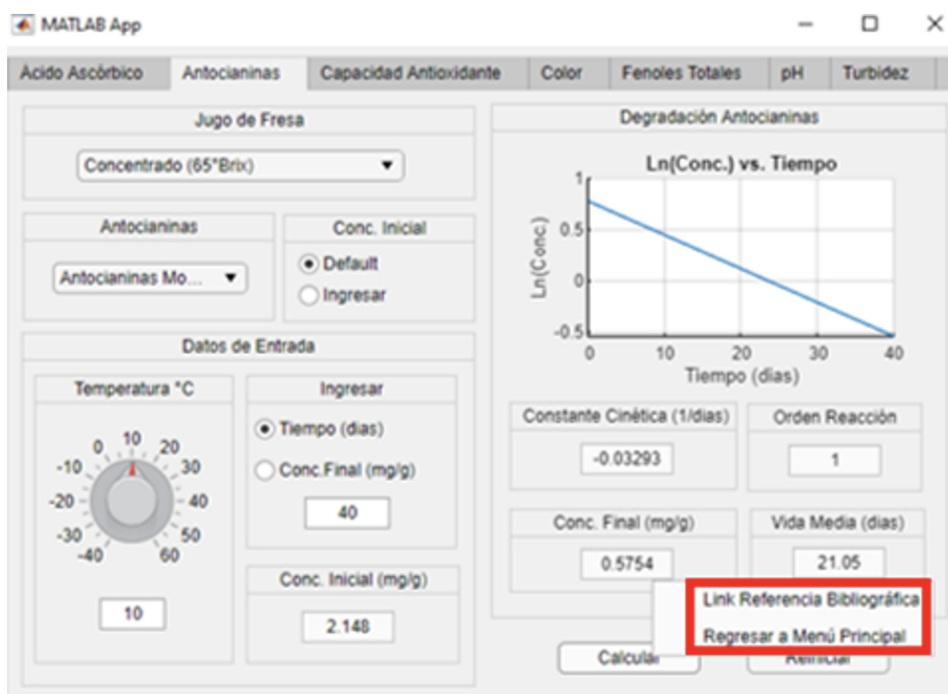 MATLAB App
Acido Ascórbico Antocianinas Capacidad Antioxidante Color Fenoles Totales pH Turbidez
Jugo de Fresa
Concentrado (65°Brix)
Antocianinas
Antocianinas Mo...
Conc. Inicial
Default
Ingresar
Datos de Entrada
Temperatura °C
-40 -30 -20 -10 0 10 20 30 40 50 60
10
Ingresar
Tiempo (dias)
Conc.Final (mg/g)
40
Conc. Inicial (mg/g)
2.148
Degradación Antocianinas
Ln(Conc.) vs. Tiempo
Ln(Conc.)
1
0.5
0
-0.5
0 10 20 30 40
Tiempo (dias)
Constante Cinética (1/dias)
-0.03293
Orden Reacción
1
Conc. Final (mg/g)
0.5754
Vida Media (dias)
21.05
Link Referencia Bibliográfica
Regresar a Menú Principal
Calcular
Reiniciar